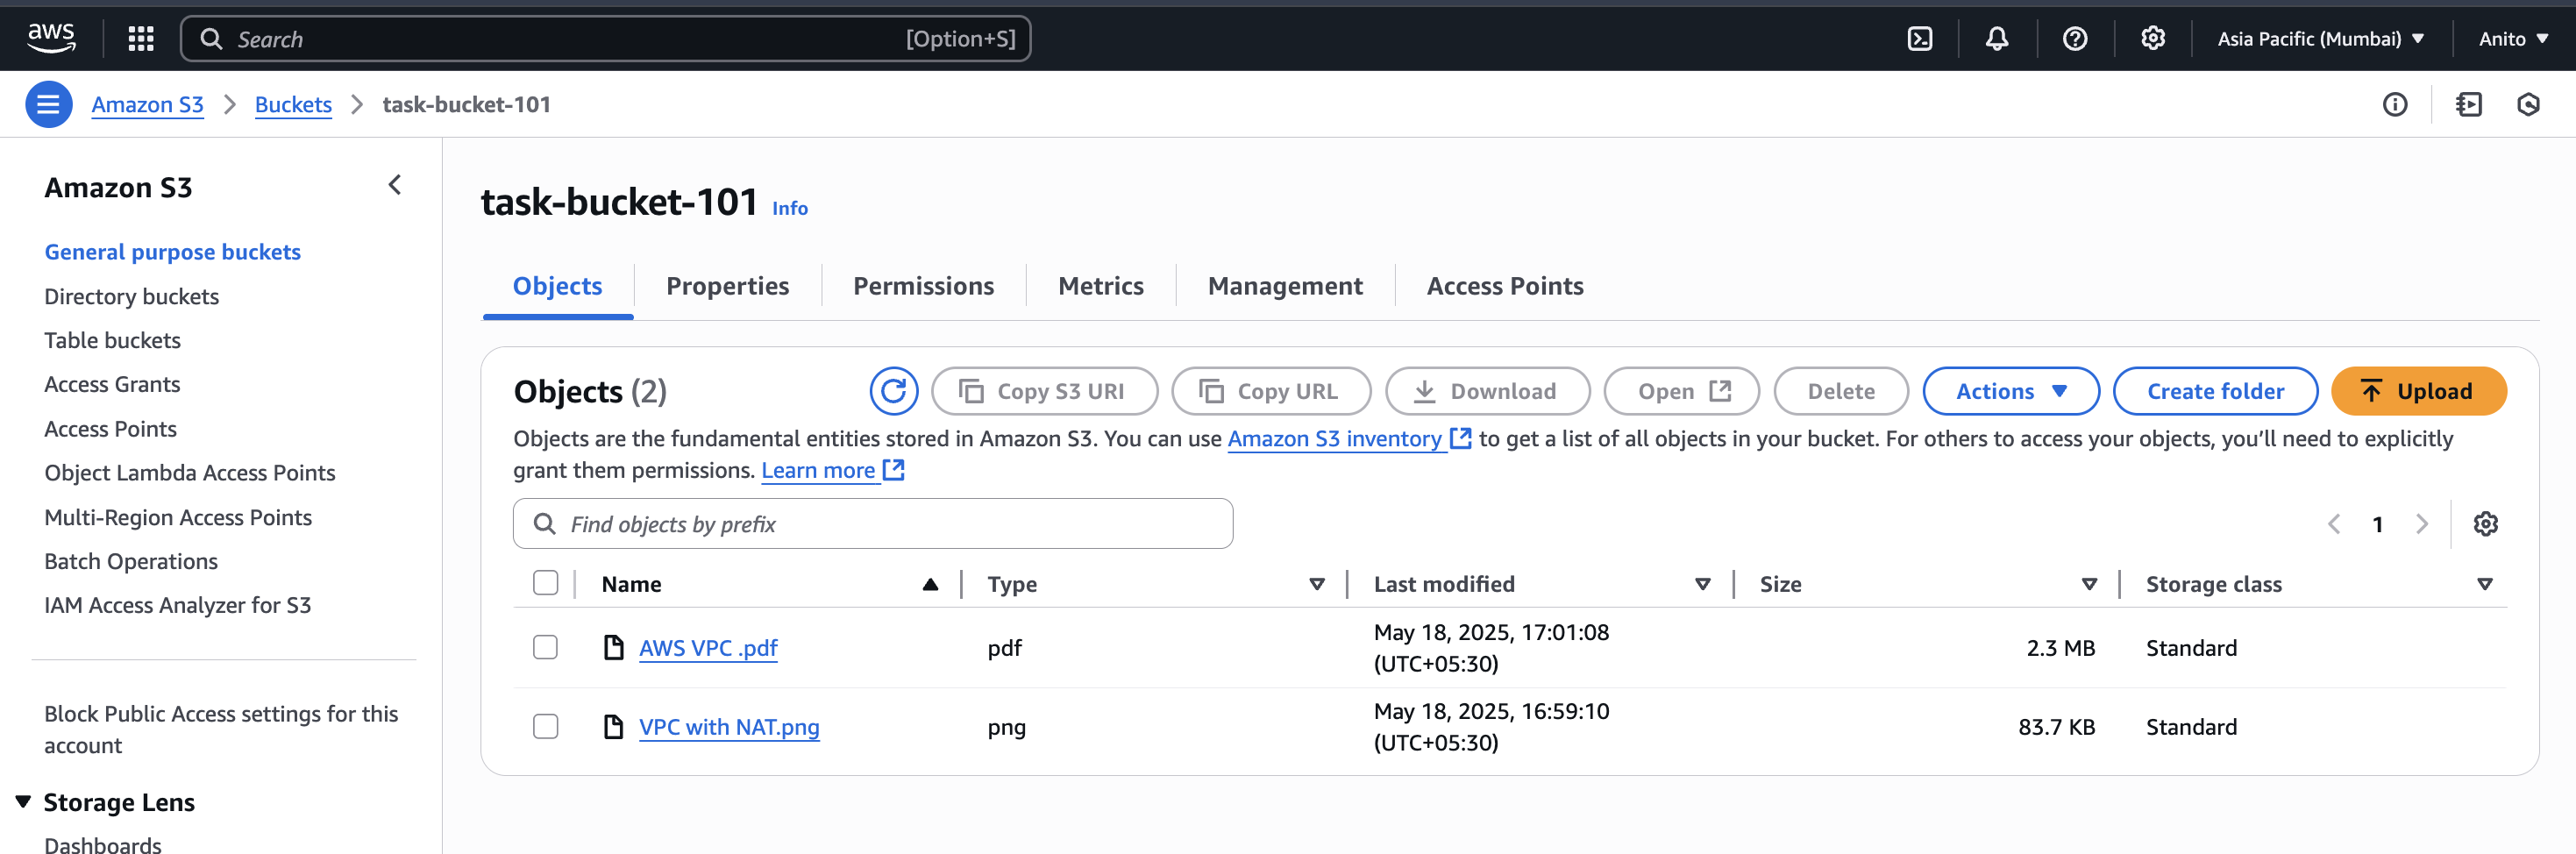 aws
Search [Option+S]
Asia Pacific (Mumbai)
Anito
Amazon S3
Buckets
task-bucket-101
Amazon S3
General purpose buckets
Directory buckets
Table buckets
Access Grants
Access Points
Object Lambda Access Points
Multi-Region Access Points
Batch Operations
IAM Access Analyzer for S3
Block Public Access settings for this
account
Storage Lens
Dashboards
task-bucket-101 Info
Objects
Properties
Permissions
Metrics
Management
Access Points
Objects (2)
Copy S3 URI
Copy URL
Download
Open
Delete
Actions
Create folder
Upload
Objects are the fundamental entities stored in Amazon S3. You can use Amazon S3 inventory to get a list of all objects in your bucket. For others to access your objects, you’ll need to explicitly
grant them permissions. Learn more
Find objects by prefix
1
Name Type Last modified Size Storage class
AWS VPC .pdf pdf May 18, 2025, 17:01:08 (UTC+05:30) 2.3 MB Standard
VPC with NAT.png png May 18, 2025, 16:59:10 (UTC+05:30) 83.7 KB Standard